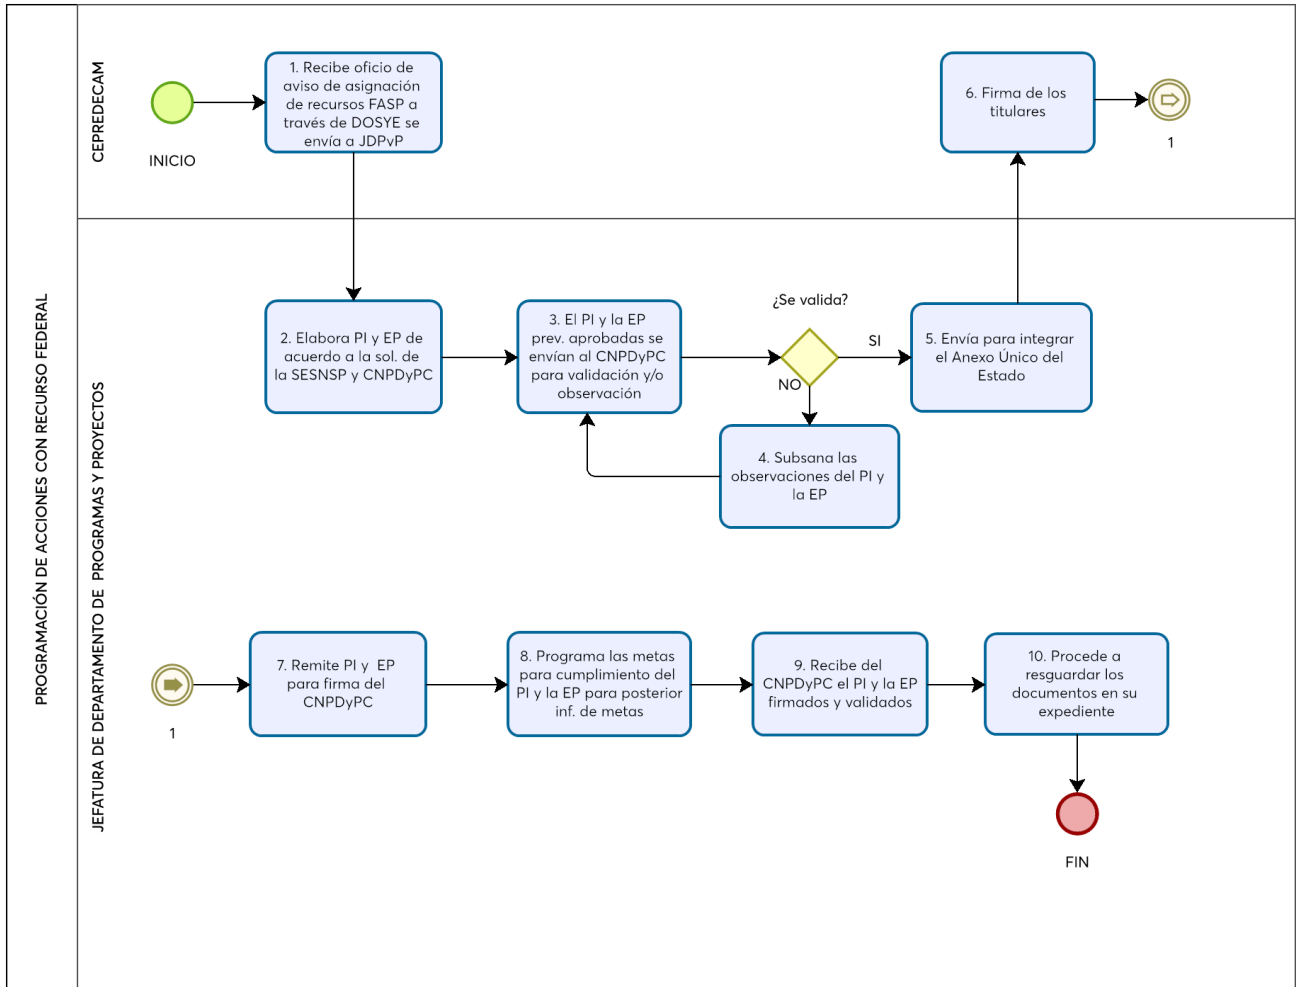 PROGRAMACIÓN DE ACCIONES CON RECURSO FEDERAL
CEPREDECAM
INICIO
1. Recibe oficio de
aviso de asignación
de recursos FASP a
través de DOSYE se
envía a JDPyP
6. Firma de los
titulares
1
JEFATURA DE DEPARTAMENTO DE PROGRAMAS Y PROYECTOS
2. Elabora PI y EP de
acuerdo a la sol. de
la SESNSP y CNPDyPC
3. El PI y la EP
prev. aprobadas se
envían al CNPDyPC
para validación y/o
observación
¿Se valida?
SI
NO
4. Subsana las
observaciones del PI y
la EP
5. Envía para integrar
el Anexo Único del
Estado
1
7. Remite PI y EP
para firma del
CNPDyPC
8. Programa las metas
para cumplimiento del
PI y la EP para posterior
inf. de metas
9. Recibe del
CNPDyPC el PI y la EP
firmados y validados
10. Procede a
resguardar los
documentos en su
expediente
FIN